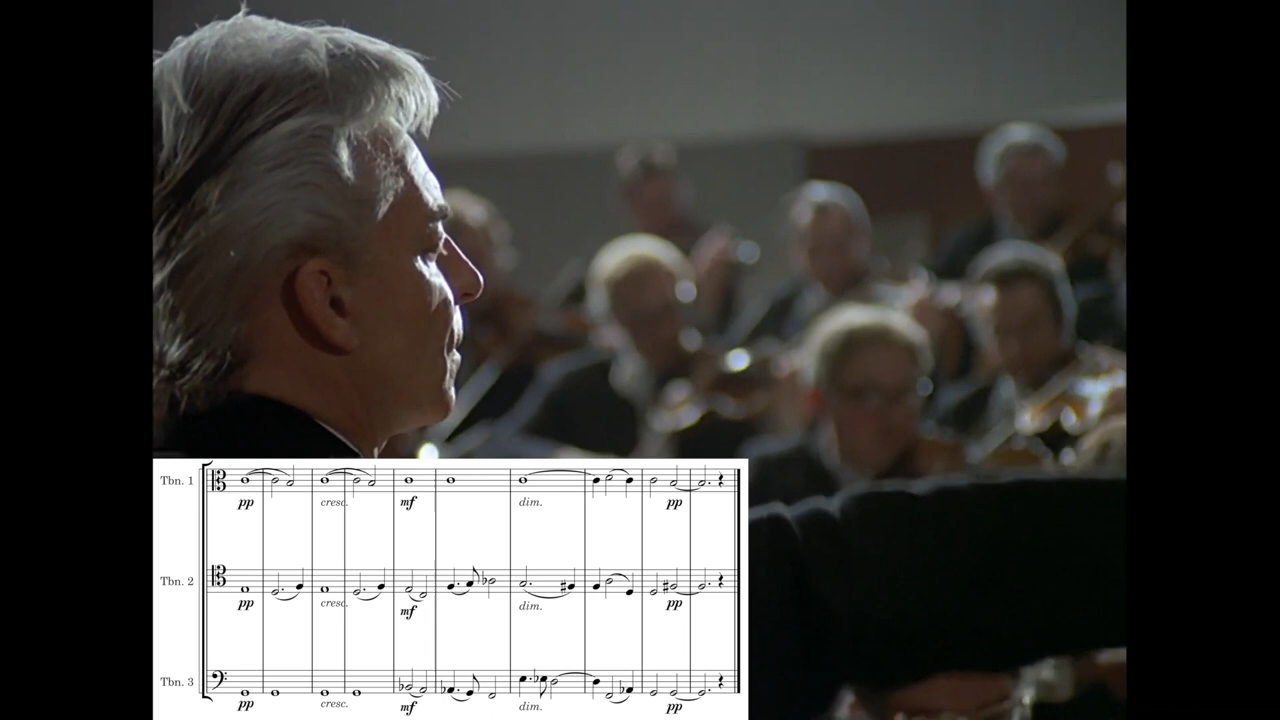 Tbn. 1
pp cresc. mf dim. pp
Tbn. 2
pp cresc. mf dim. pp
Tbn. 3
pp cresc. mf dim. pp